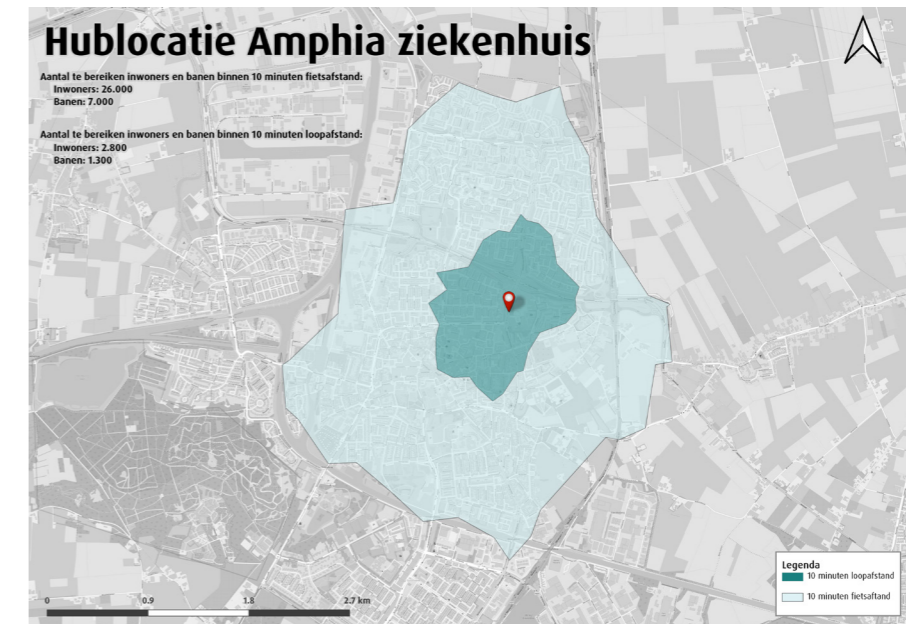 Hublocatie Amphia ziekenhuis
Aantal te bereiken inwoners en banen binnen 10 minuten fietsafstand:
Inwoners: 26.000
Banen: 7.000
Aantal te bereiken inwoners en banen binnen 10 minuten loopafstand:
Inwoners: 2.800
Banen: 1.300
Legenda
10 minuten loopafstand
10 minuten fietsaftand
0 0.9 1.8 2.7 km